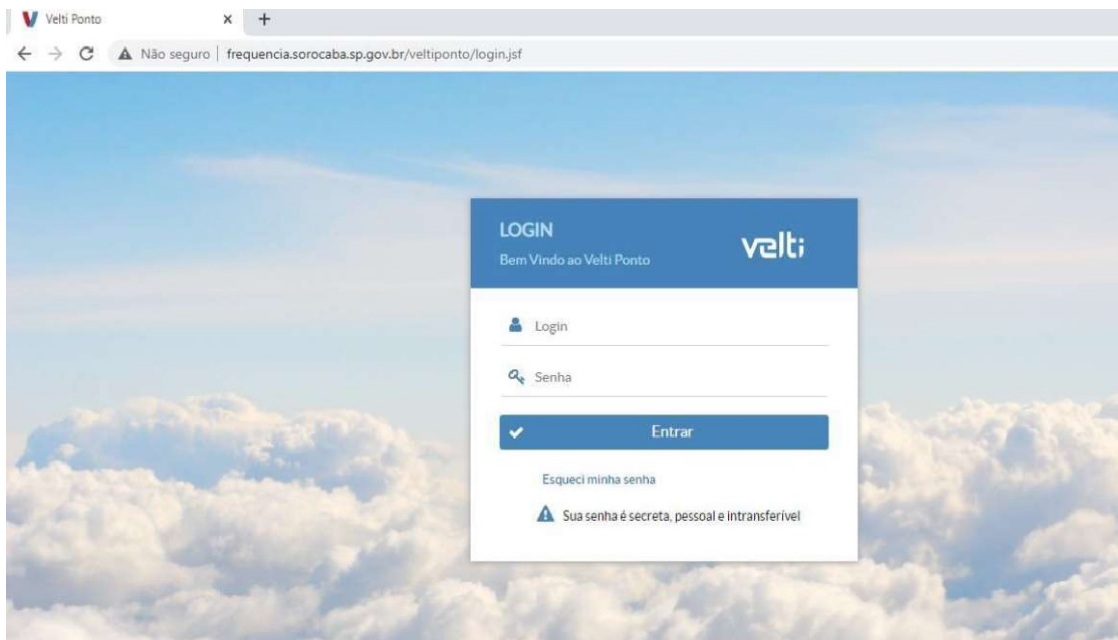 Velti Ponto
Não seguro | frequencia.sorocaba.sp.gov.br/veltiponto/login.jsf
LOGIN
velti
Bem Vindo ao Velti Ponto
Login
Senha
Entrar
Esqueci minha senha
Sua senha é secreta, pessoal e intransferível